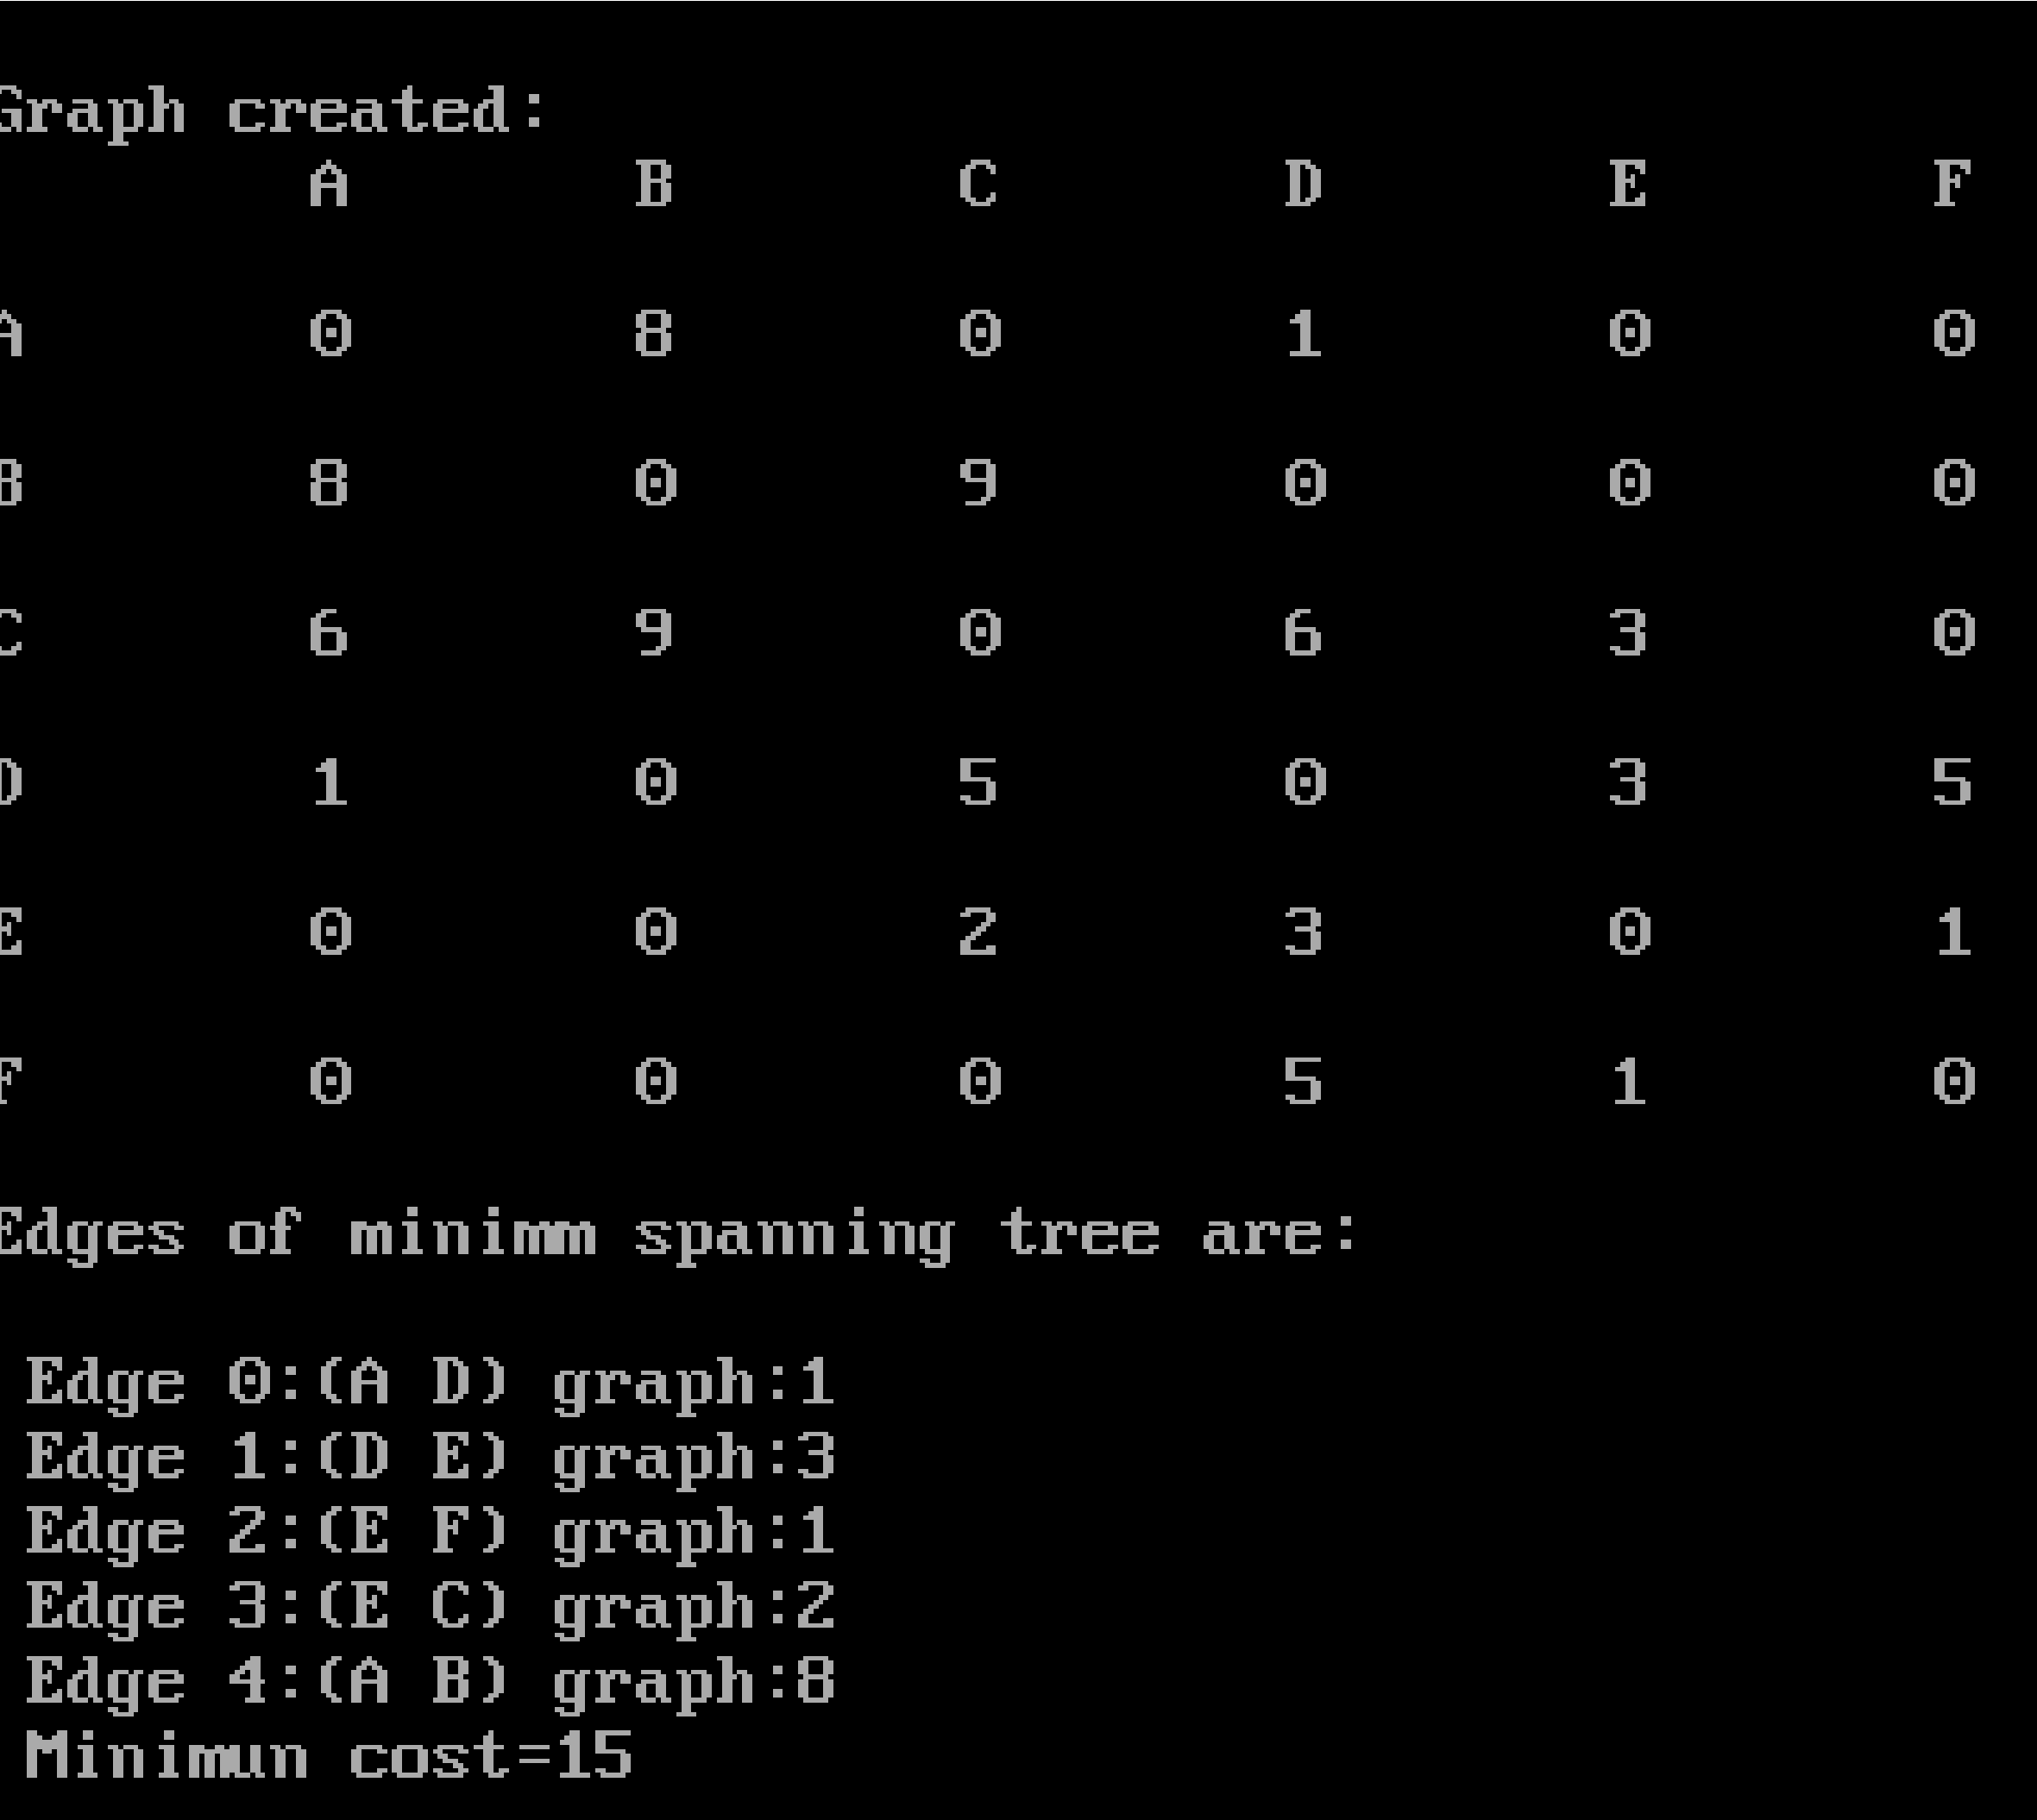 Graph created:
A B C D E F
A 0 8 0 1 0 0
B 8 0 9 0 0 0
C 6 9 0 6 3 0
D 1 0 5 0 3 5
E 0 0 2 3 0 1
F 0 0 0 5 1 0
Edges of minimm spanning tree are:
Edge 0:(A D) graph:1
Edge 1:(D E) graph:3
Edge 2:(E F) graph:1
Edge 3:(E C) graph:2
Edge 4:(A B) graph:8
Minimun cost=15